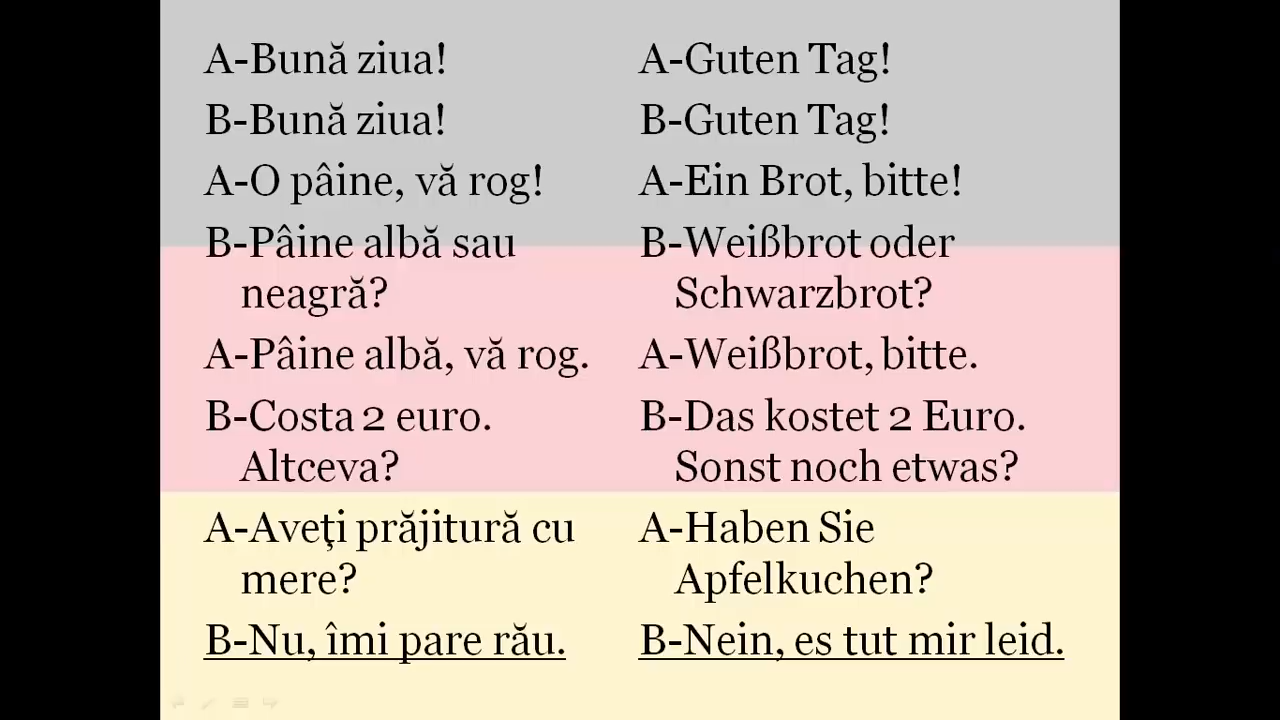 A-Bună ziua!
B-Bună ziua!
A-O pâine, vă rog!
B-Pâine albă sau
neagră?
A-Pâine albă, vă rog.
B-Costa 2 euro.
Altceva?
A-Aveți prăjitură cu
mere?
B-Nu, îmi pare rău.
A-Guten Tag!
B-Guten Tag!
A-Ein Brot, bitte!
B-Weißbrot oder
Schwarzbrot?
A-Weißbrot, bitte.
B-Das kostet 2 Euro.
Sonst noch etwas?
A-Haben Sie
Apfelkuchen?
B-Nein, es tut mir leid.